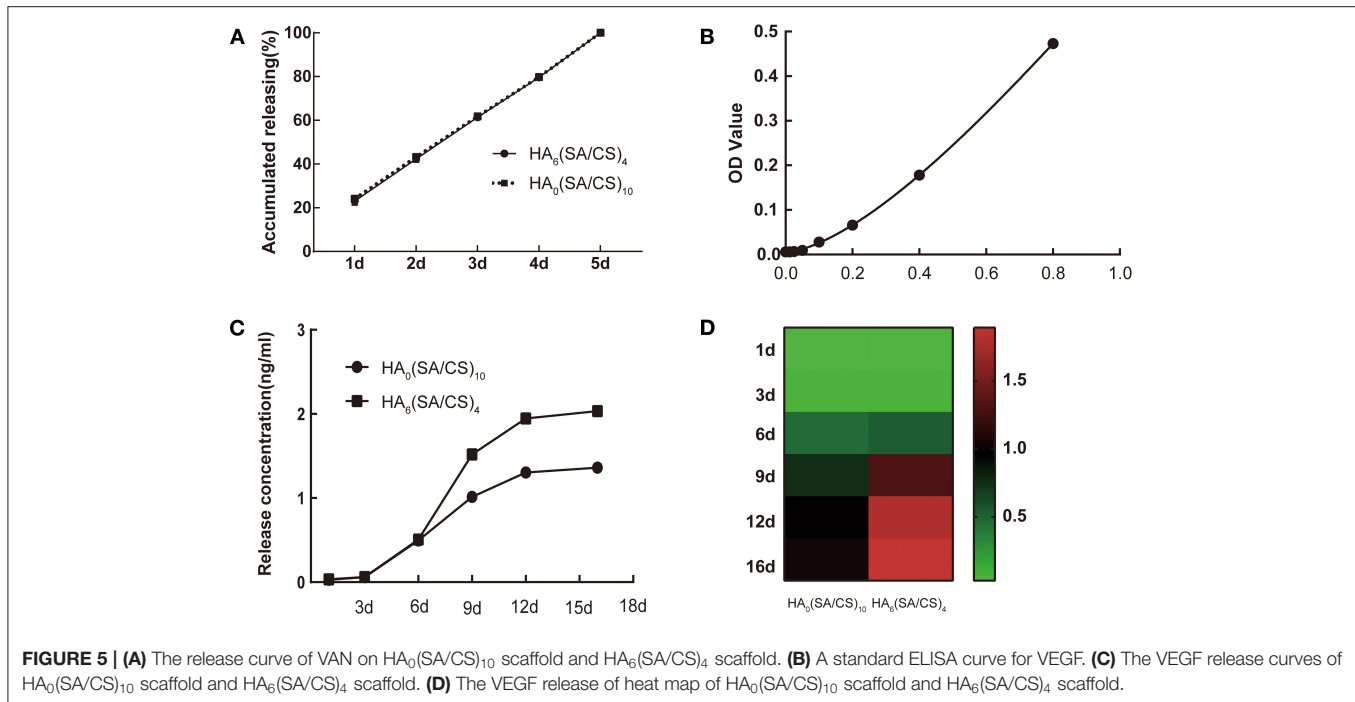 A
Accumulated releasing(%)
100
80
60
40
20
0
1d 2d 3d 4d 5d
HA₆(SA/CS)₄
HA₀(SA/CS)₁₀
B
OD Value
0.5
0.4
0.3
0.2
0.1
0.0
0.0 0.2 0.4 0.6 0.8 1.0
C
Release concentration(ng/ml)
3
2
1
0
3d 6d 9d 12d 15d 18d
HA₀(SA/CS)₁₀
HA₆(SA/CS)₄
D
1d
3d
6d
9d
12d
16d
HA₀(SA/CS)₁₀ HA₆(SA/CS)₄
1.5
1.0
0.5
FIGURE 5 | (A) The release curve of VAN on HA₀(SA/CS)₁₀ scaffold and HA₆(SA/CS)₄ scaffold. (B) A standard ELISA curve for VEGF. (C) The VEGF release curves of
HA₀(SA/CS)₁₀ scaffold and HA₆(SA/CS)₄ scaffold. (D) The VEGF release of heat map of HA₀(SA/CS)₁₀ scaffold and HA₆(SA/CS)₄ scaffold.